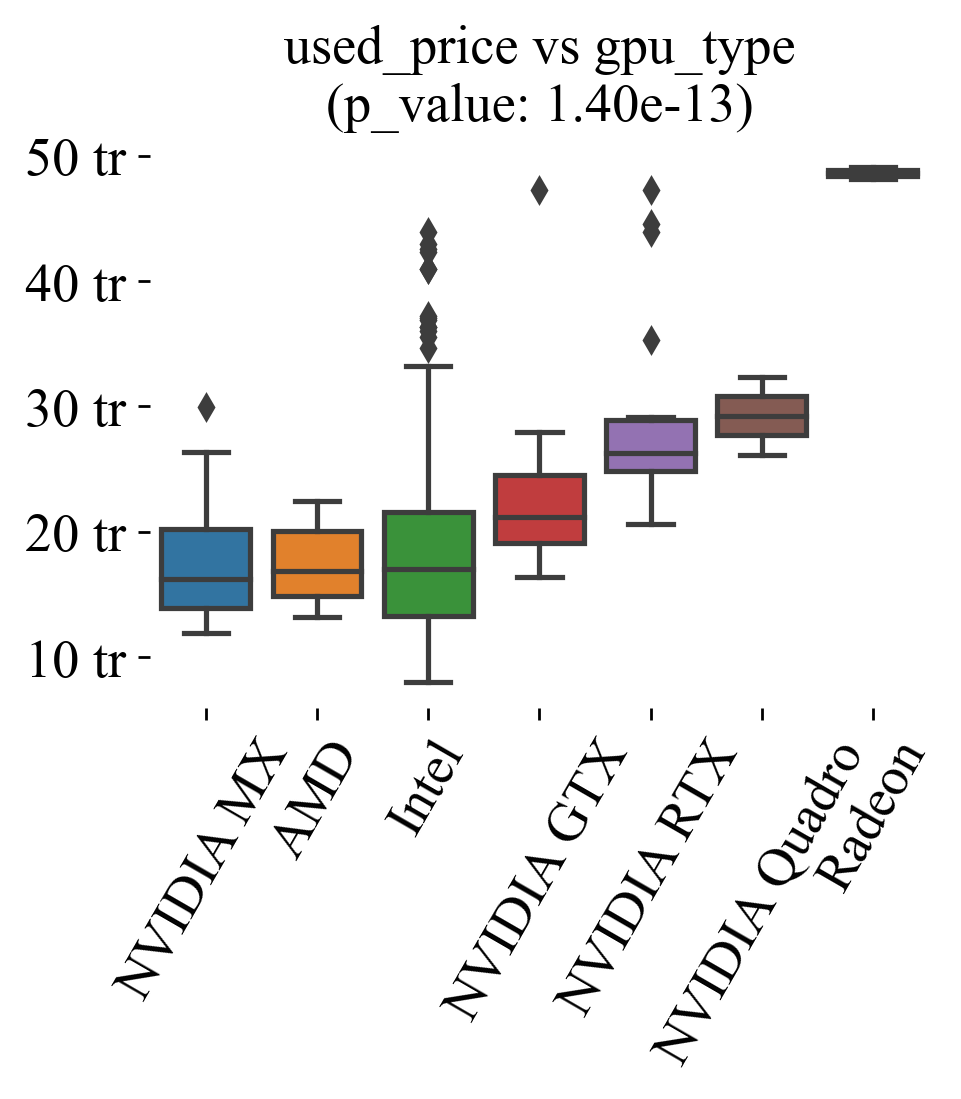 used_price vs gpu_type
(p_value: 1.40e-13)
50 tr
40 tr
30 tr
20 tr
10 tr
NVIDIA MX
AMD
Intel
NVIDIA GTX
NVIDIA RTX
NVIDIA Quadro
Radeon